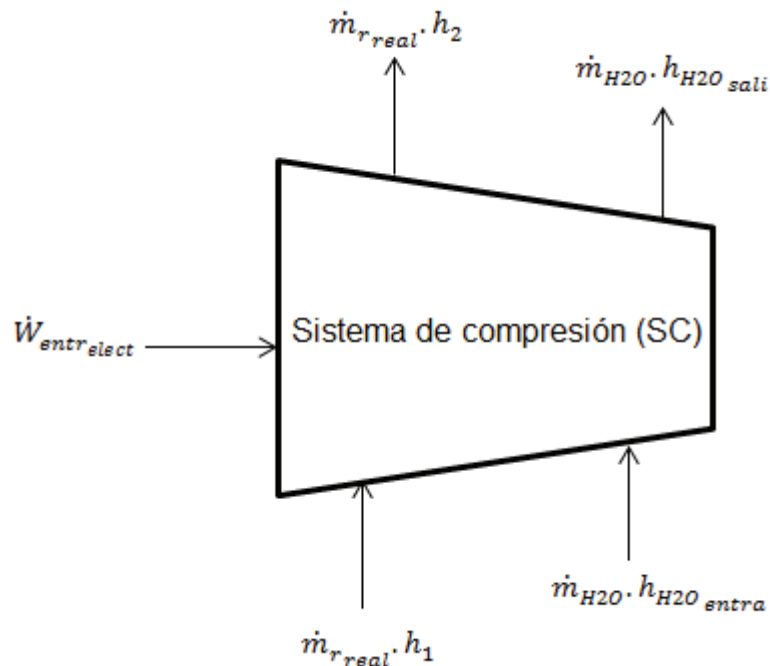 ṁ_{r_{real}}. h_2
ṁ_{H2O}. h_{H2O_{sali}}
Ẇ_{entr_{elect}}
Sistema de compresión (SC)
ṁ_{H2O}. h_{H2O_{entra}}
ṁ_{r_{real}}. h_1